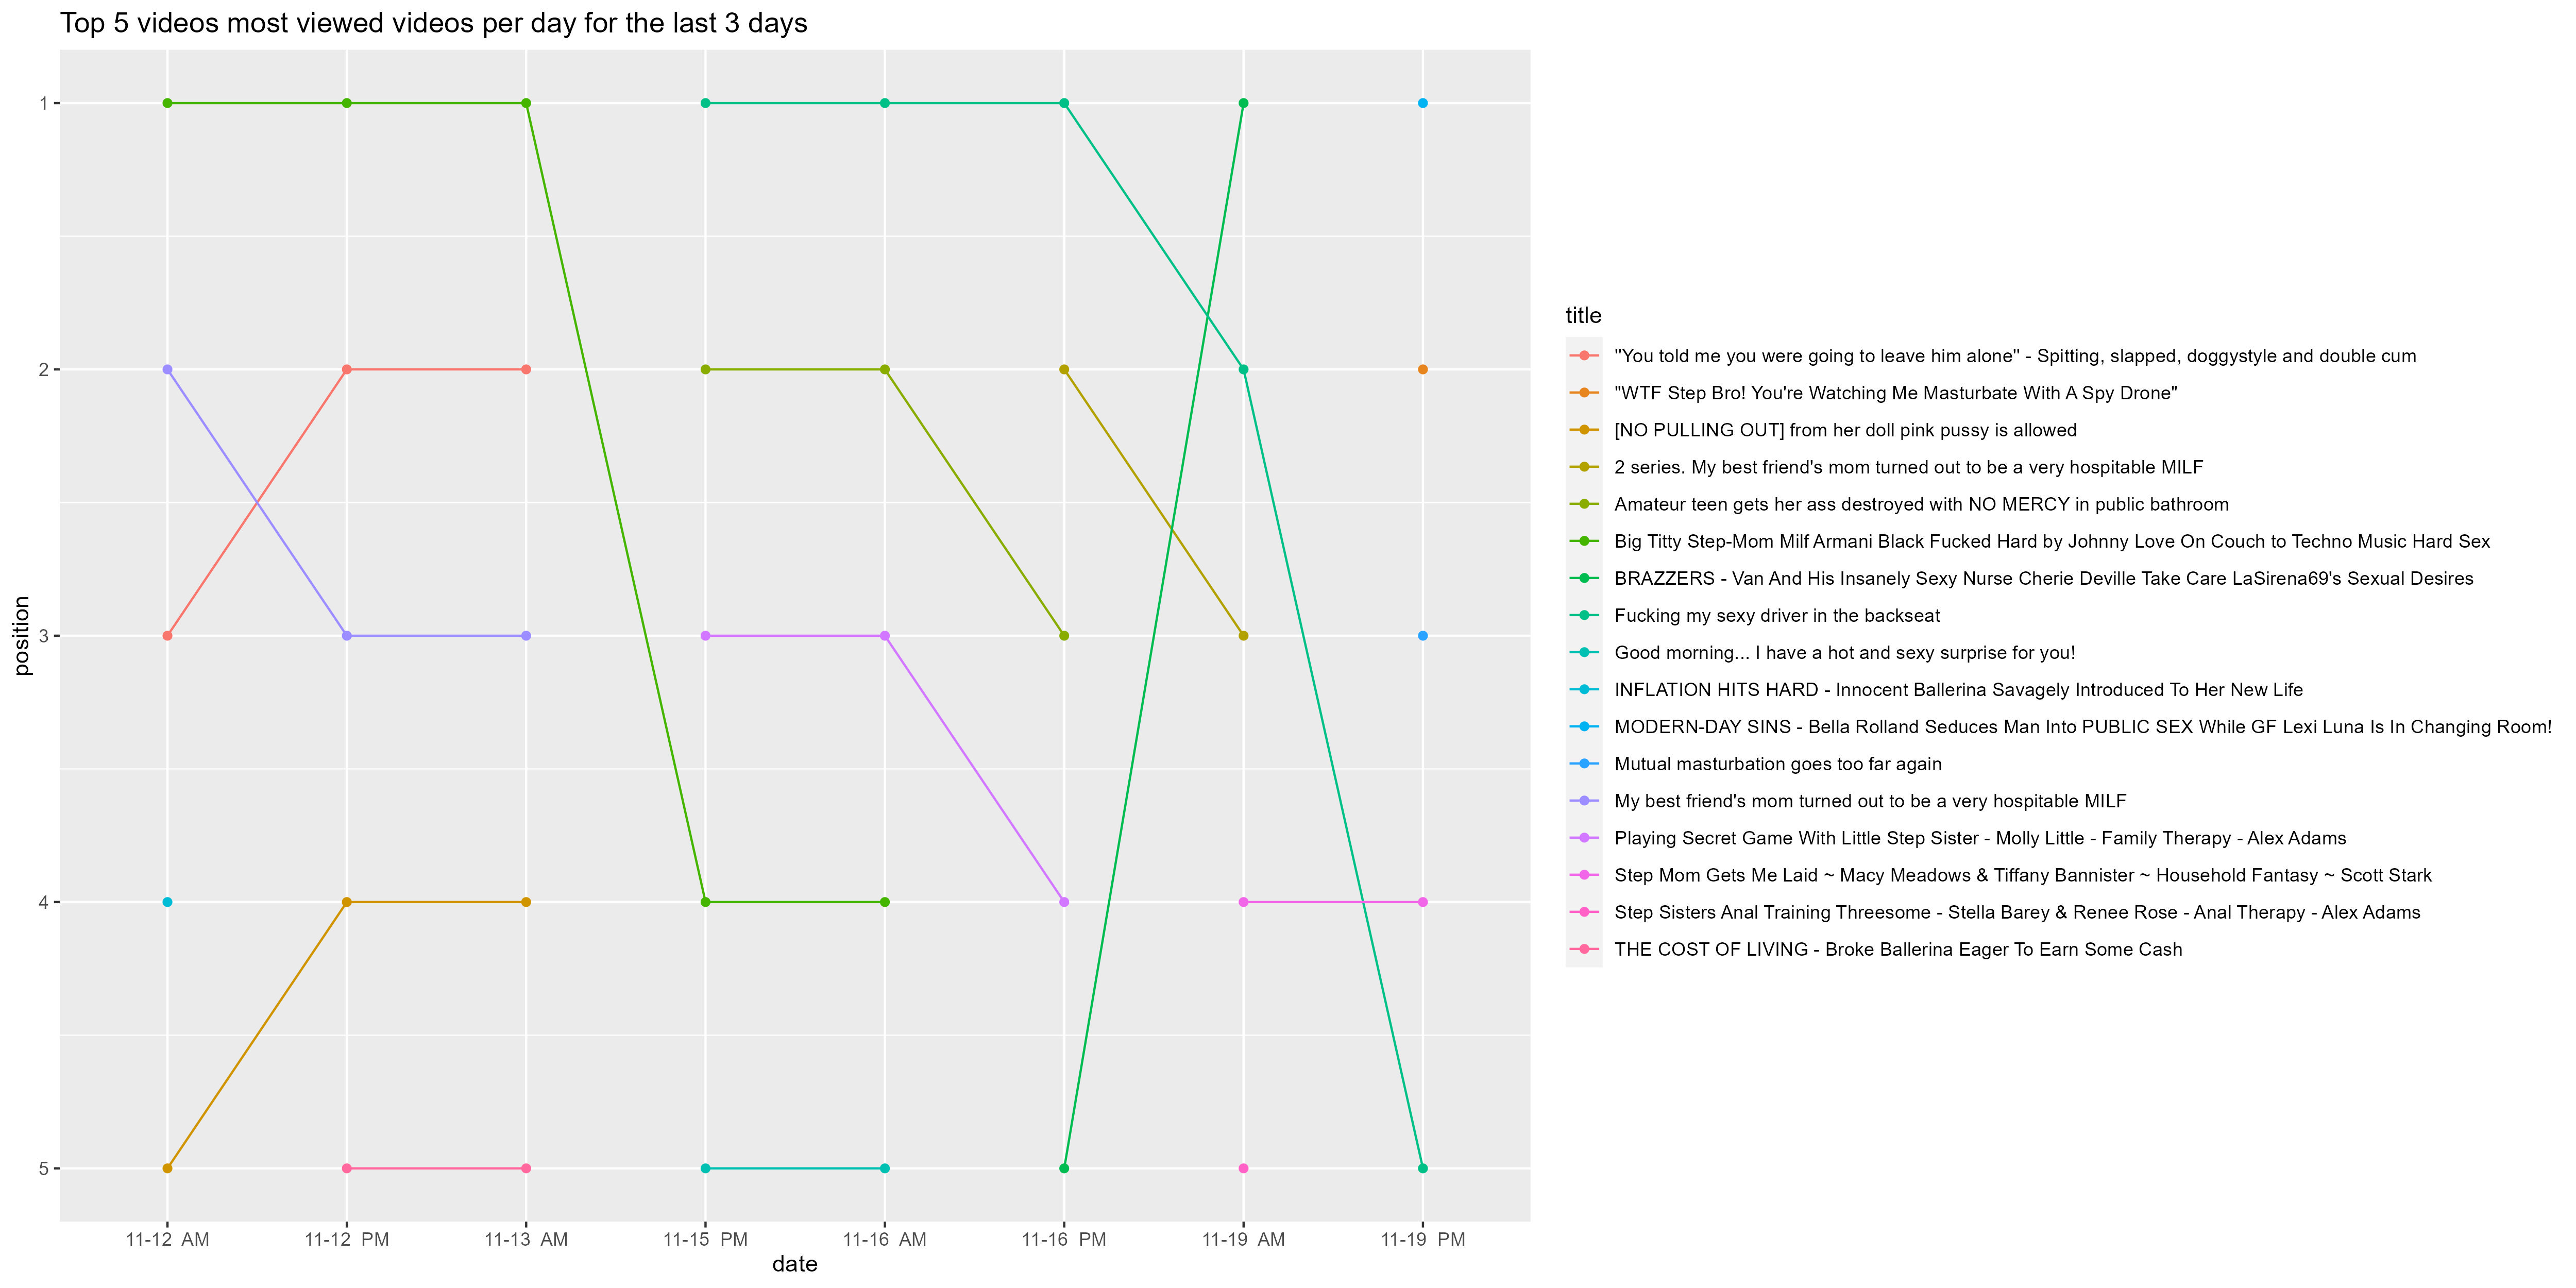 Top 5 videos most viewed videos per day for the last 3 days
position
1
2
3
4
5
11-12 AM
11-12 PM
11-13 AM
11-15 PM
11-16 AM
11-16 PM
11-19 AM
11-19 PM
date
title
"You told me you were going to leave him alone" - Spitting, slapped, doggystyle and double cum
"WTF Step Bro! You're Watching Me Masturbate With A Spy Drone"
[NO PULLING OUT] from her doll pink pussy is allowed
2 series. My best friend's mom turned out to be a very hospitable MILF
Amateur teen gets her ass destroyed with NO MERCY in public bathroom
Big Titty Step-Mom Milf Armani Black Fucked Hard by Johnny Love On Couch to Techno Music Hard Sex
BRAZZERS - Van And His Insanely Sexy Nurse Cherie Deville Take Care LaSirena69's Sexual Desires
Fucking my sexy driver in the backseat
Good morning... I have a hot and sexy surprise for you!
INFLATION HITS HARD - Innocent Ballerina Savagely Introduced To Her New Life
MODERN-DAY SINS - Bella Rolland Seduces Man Into PUBLIC SEX While GF Lexi Luna Is In Changing Room!
Mutual masturbation goes too far again
My best friend's mom turned out to be a very hospitable MILF
Playing Secret Game With Little Step Sister - Molly Little - Family Therapy - Alex Adams
Step Mom Gets Me Laid ~ Macy Meadows & Tiffany Bannister ~ Household Fantasy ~ Scott Stark
Step Sisters Anal Training Threesome - Stella Barey & Renee Rose - Anal Therapy - Alex Adams
THE COST OF LIVING - Broke Ballerina Eager To Earn Some Cash